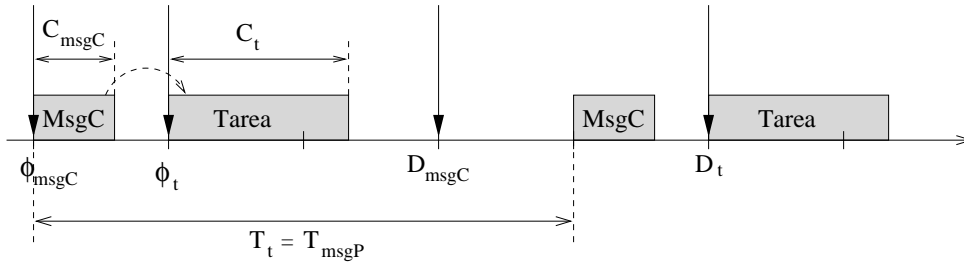 C_msgC
C_t
MsgC
Tarea
MsgC
Tarea
ϕ_msgC
ϕ_t
D_msgC
D_t
T_t = T_msgP